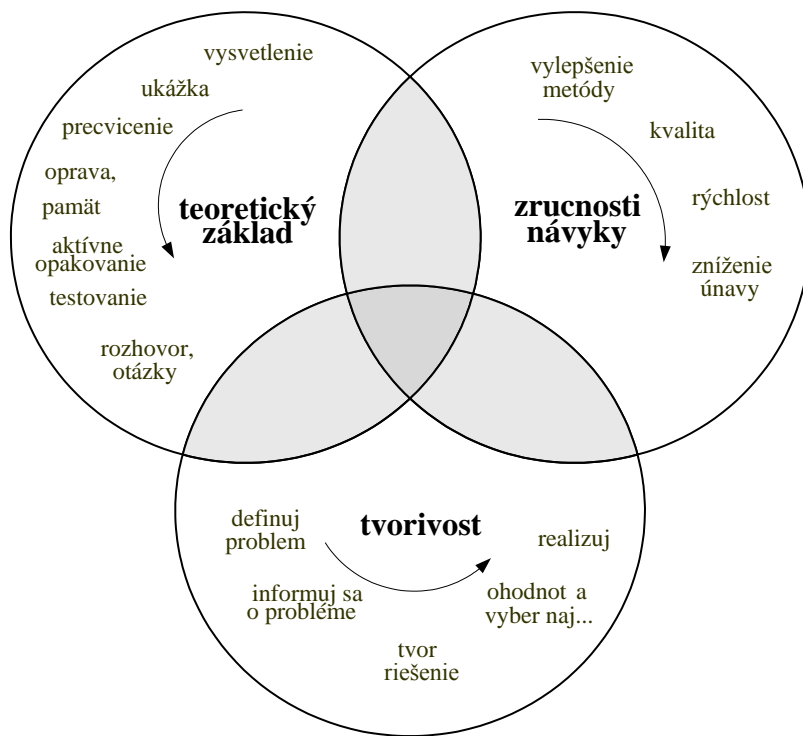 vysvetlenie
ukážka
precvicenie
oprava,
pamät
aktívne
opakovanie
testovanie
rozhovor,
otázky
teoretický
základ
vylepšenie
metódy
kvalita
rýchlost
zníženie
únavy
zrucnosti
návyky
tvorivost
definuj
problem
informuj sa
o probléme
tvor
riešenie
ohodnot a
vyber naj...
realizuj